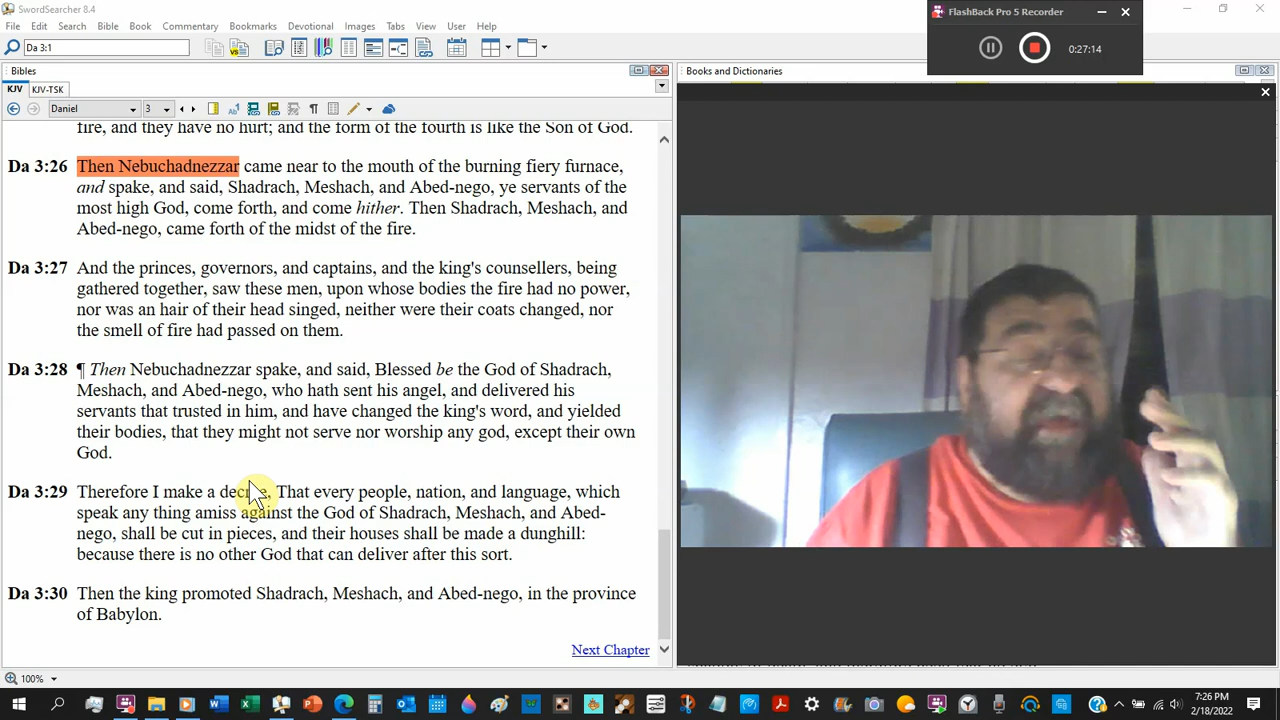 SwordSearcher 8.4
FlashBack Pro 5 Recorder
File Edit Search Bible Book Commentary Bookmarks Devotional Images Tabs View User Help
Da 3:1
0:27:14
Bibles
Books and Dictionaries
KJV KJV-TSK
Daniel 3
fire, and they have no hurt; and the form of the fourth is like the Son of God.
Da 3:26 Then Nebuchadnezzar came near to the mouth of the burning fiery furnace,
and spake, and said, Shadrach, Meshach, and Abed-nego, ye servants of the
most high God, come forth, and come hither. Then Shadrach, Meshach, and
Abed-nego, came forth of the midst of the fire.
Da 3:27 And the princes, governors, and captains, and the king's counsellers, being
gathered together, saw these men, upon whose bodies the fire had no power,
nor was an hair of their head singed, neither were their coats changed, nor
the smell of fire had passed on them.
Da 3:28 ¶ Then Nebuchadnezzar spake, and said, Blessed be the God of Shadrach,
Meshach, and Abed-nego, who hath sent his angel, and delivered his
servants that trusted in him, and have changed the king's word, and yielded
their bodies, that they might not serve nor worship any god, except their own
God.
Da 3:29 Therefore I make a decree, That every people, nation, and language, which
speak any thing amiss against the God of Shadrach, Meshach, and Abed-
nego, shall be cut in pieces, and their houses shall be made a dunghill:
because there is no other God that can deliver after this sort.
Da 3:30 Then the king promoted Shadrach, Meshach, and Abed-nego, in the province
of Babylon.
Next Chapter
100%
7:26 PM
2/18/2022